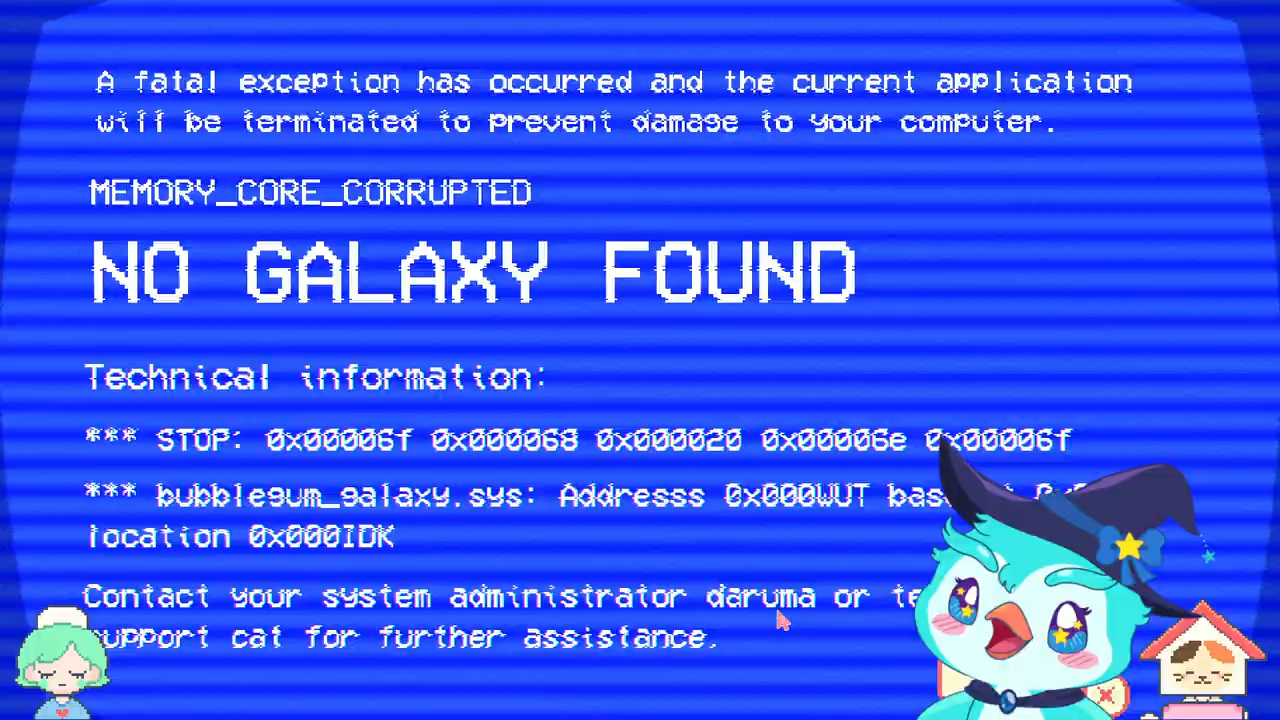 A fatal exception has occurred and the current application
will be terminated to prevent damage to your computer.
MEMORY_CORE_CORRUPTED
NO GALAXY FOUND
Technical information:
*** STOP: 0x00006f 0x000068 0x000020 0x00006e 0x00006f
*** bubblegum_galaxy.sys: Addresss 0x000WUT
location 0x000IDK
Contact your system administrator daruma or
support cat for further assistance.